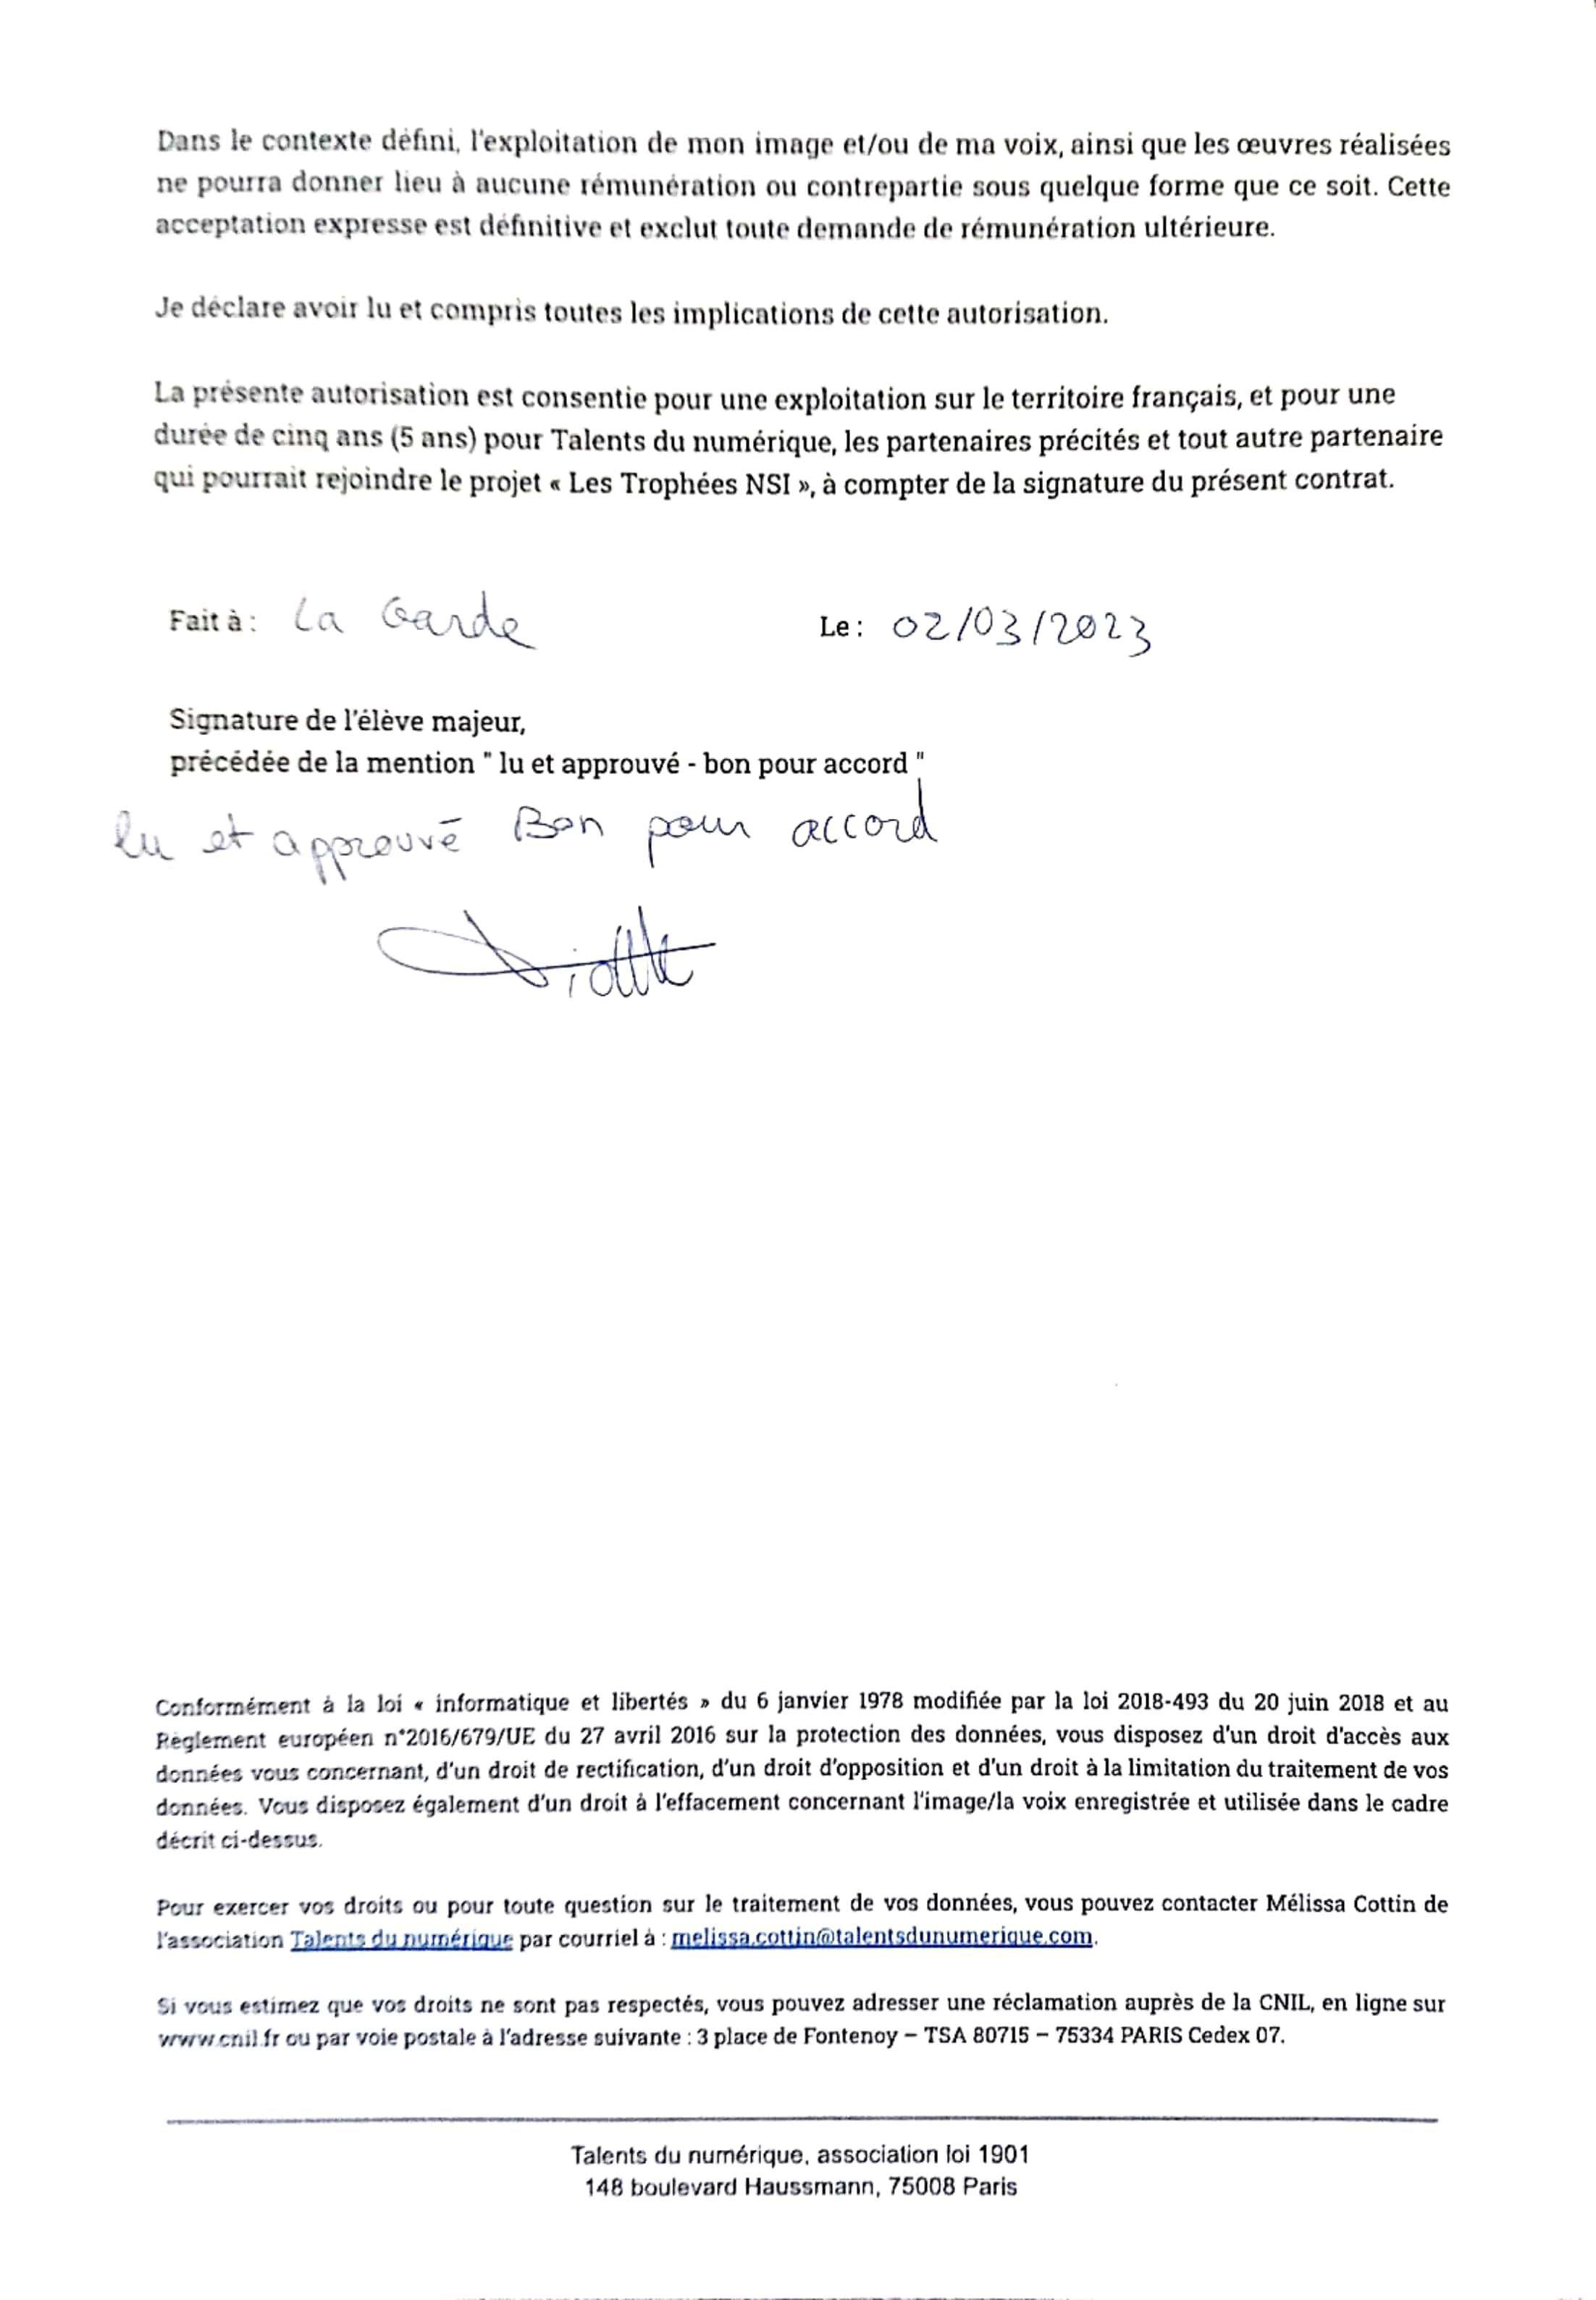 Dans le contexte défini, l'exploitation de mon image et/ou de ma voix, ainsi que les œuvres réalisées
ne pourra donner lieu à aucune rémunération ou contrepartie sous quelque forme que ce soit. Cette
acceptation expresse est définitive et exclut toute demande de rémunération ultérieure.
Je déclare avoir lu et compris toutes les implications de cette autorisation.
La présente autorisation est consentie pour une exploitation sur le territoire français, et pour une
durée de cinq ans (5 ans) pour Talents du numérique, les partenaires précités et tout autre partenaire
qui pourrait rejoindre le projet « Les Trophées NSI », à compter de la signature du présent contrat.
Fait à : La Garde Le : 02/03/2023
Signature de l'élève majeur,
précédée de la mention " lu et approuvé - bon pour accord "
lu et approuvé Bon pour accord
Conformément à la loi « informatique et libertés » du 6 janvier 1978 modifiée par la loi 2018-493 du 20 juin 2018 et au
Règlement européen n°2016/679/UE du 27 avril 2016 sur la protection des données, vous disposez d'un droit d'accès aux
données vous concernant, d'un droit de rectification, d'un droit d'opposition et d'un droit à la limitation du traitement de vos
données. Vous disposez également d'un droit à l'effacement concernant l'image/la voix enregistrée et utilisée dans le cadre
décrit ci-dessus.
Pour exercer vos droits ou pour toute question sur le traitement de vos données, vous pouvez contacter Mélissa Cottin de
l'association Talents du numérique par courriel à : melissa.cottin@talentsdunumerique.com.
Si vous estimez que vos droits ne sont pas respectés, vous pouvez adresser une réclamation auprès de la CNIL, en ligne sur
www.cnil.fr ou par voie postale à l'adresse suivante : 3 place de Fontenoy – TSA 80715 – 75334 PARIS Cedex 07.
Talents du numérique, association loi 1901
148 boulevard Haussmann, 75008 Paris